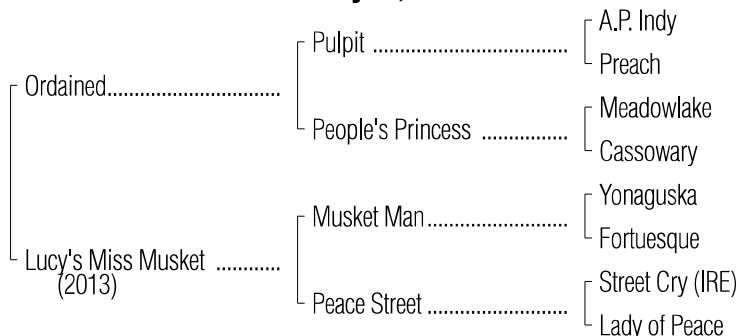 A.P. Indy
Pulpit ....................................
Preach
Ordained................................
People's Princess ................
Meadowlake
Cassowary
Musket Man..........................
Yonaguska
Fortuesque
Lucy's Miss Musket ............
(2013)
Peace Street ..........................
Street Cry (IRE)
Lady of Peace